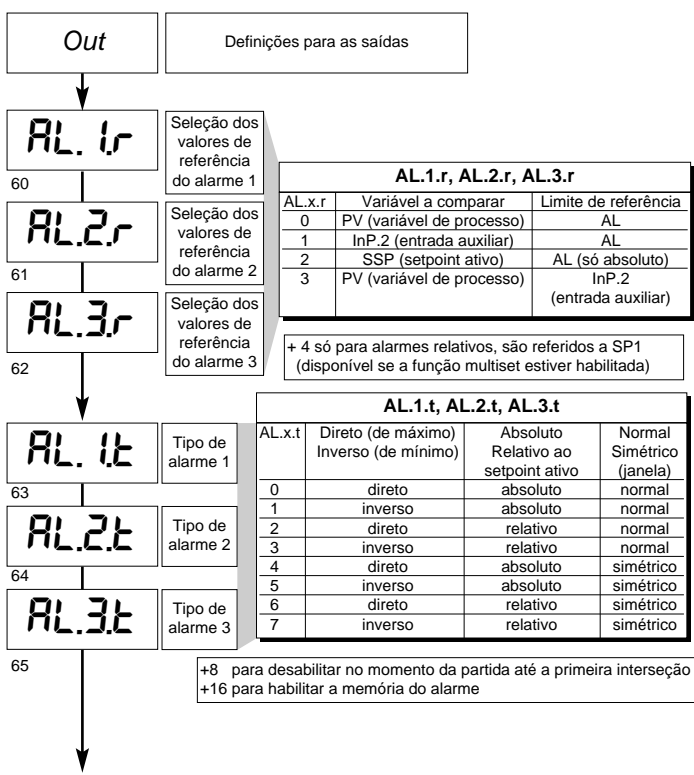 Out
Definições para as saídas
AL.1.r
60
Seleção dos
valores de
referência
do alarme 1
AL.2.r
61
Seleção dos
valores de
referência
do alarme 2
AL.3.r
62
Seleção dos
valores de
referência
do alarme 3
AL.1.r, AL.2.r, AL.3.r
AL.x.r Variável a comparar Limite de referência
0 PV (variável de processo) AL
1 InP.2 (entrada auxiliar) AL
2 SSP (setpoint ativo) AL (só absoluto)
3 PV (variável de processo) InP.2
(entrada auxiliar)
+ 4 só para alarmes relativos, são referidos a SP1
(disponível se a função multiset estiver habilitada)
AL.1.t
63
Tipo de
alarme 1
AL.2.t
64
Tipo de
alarme 2
AL.3.t
65
Tipo de
alarme 3
AL.1.t, AL.2.t, AL.3.t
AL.x.t Direto (de máximo) Absoluto Normal
Inverso (de mínimo) Relativo ao Simétrico
setpoint ativo (janela)
0 direto absoluto normal
1 inverso absoluto normal
2 direto relativo normal
3 inverso relativo normal
4 direto absoluto simétrico
5 inverso absoluto simétrico
6 direto relativo simétrico
7 inverso relativo simétrico
+8 para desabilitar no momento da partida até a primeira interseção
+16 para habilitar a memória do alarme